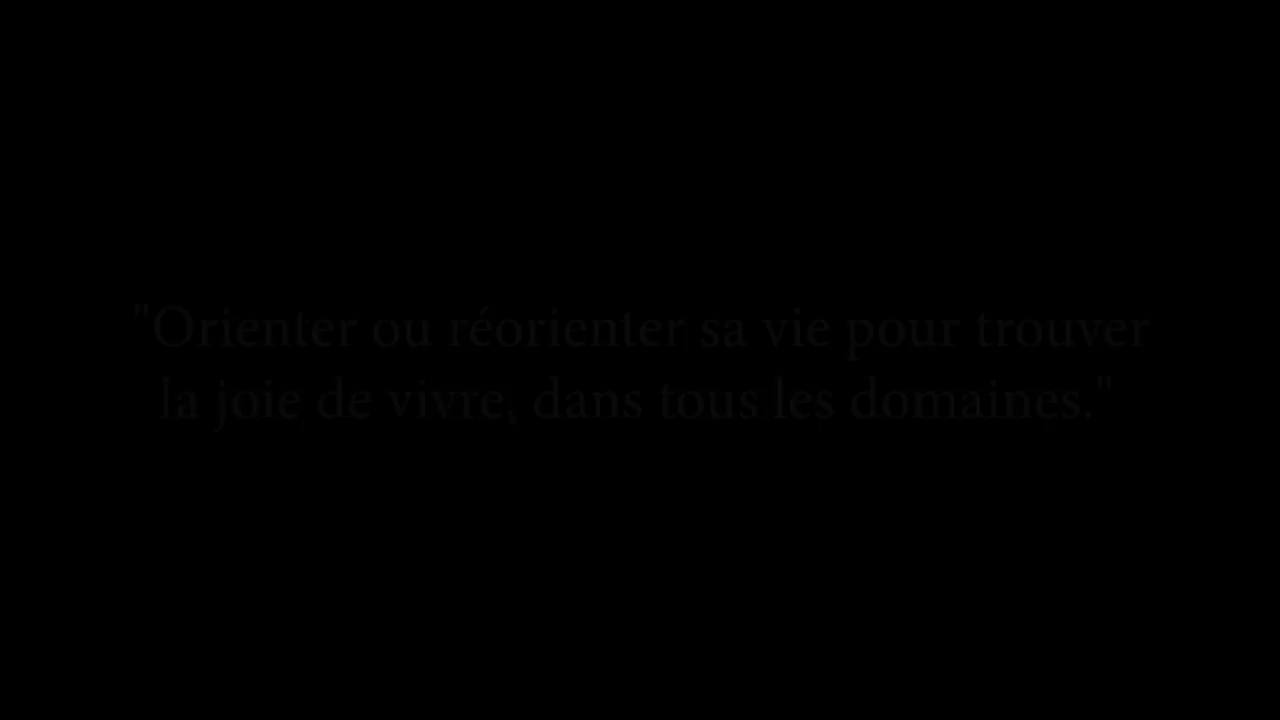 "Orienter ou réorienter sa vie pour trouver
la joie de vivre, dans tous les domaines."